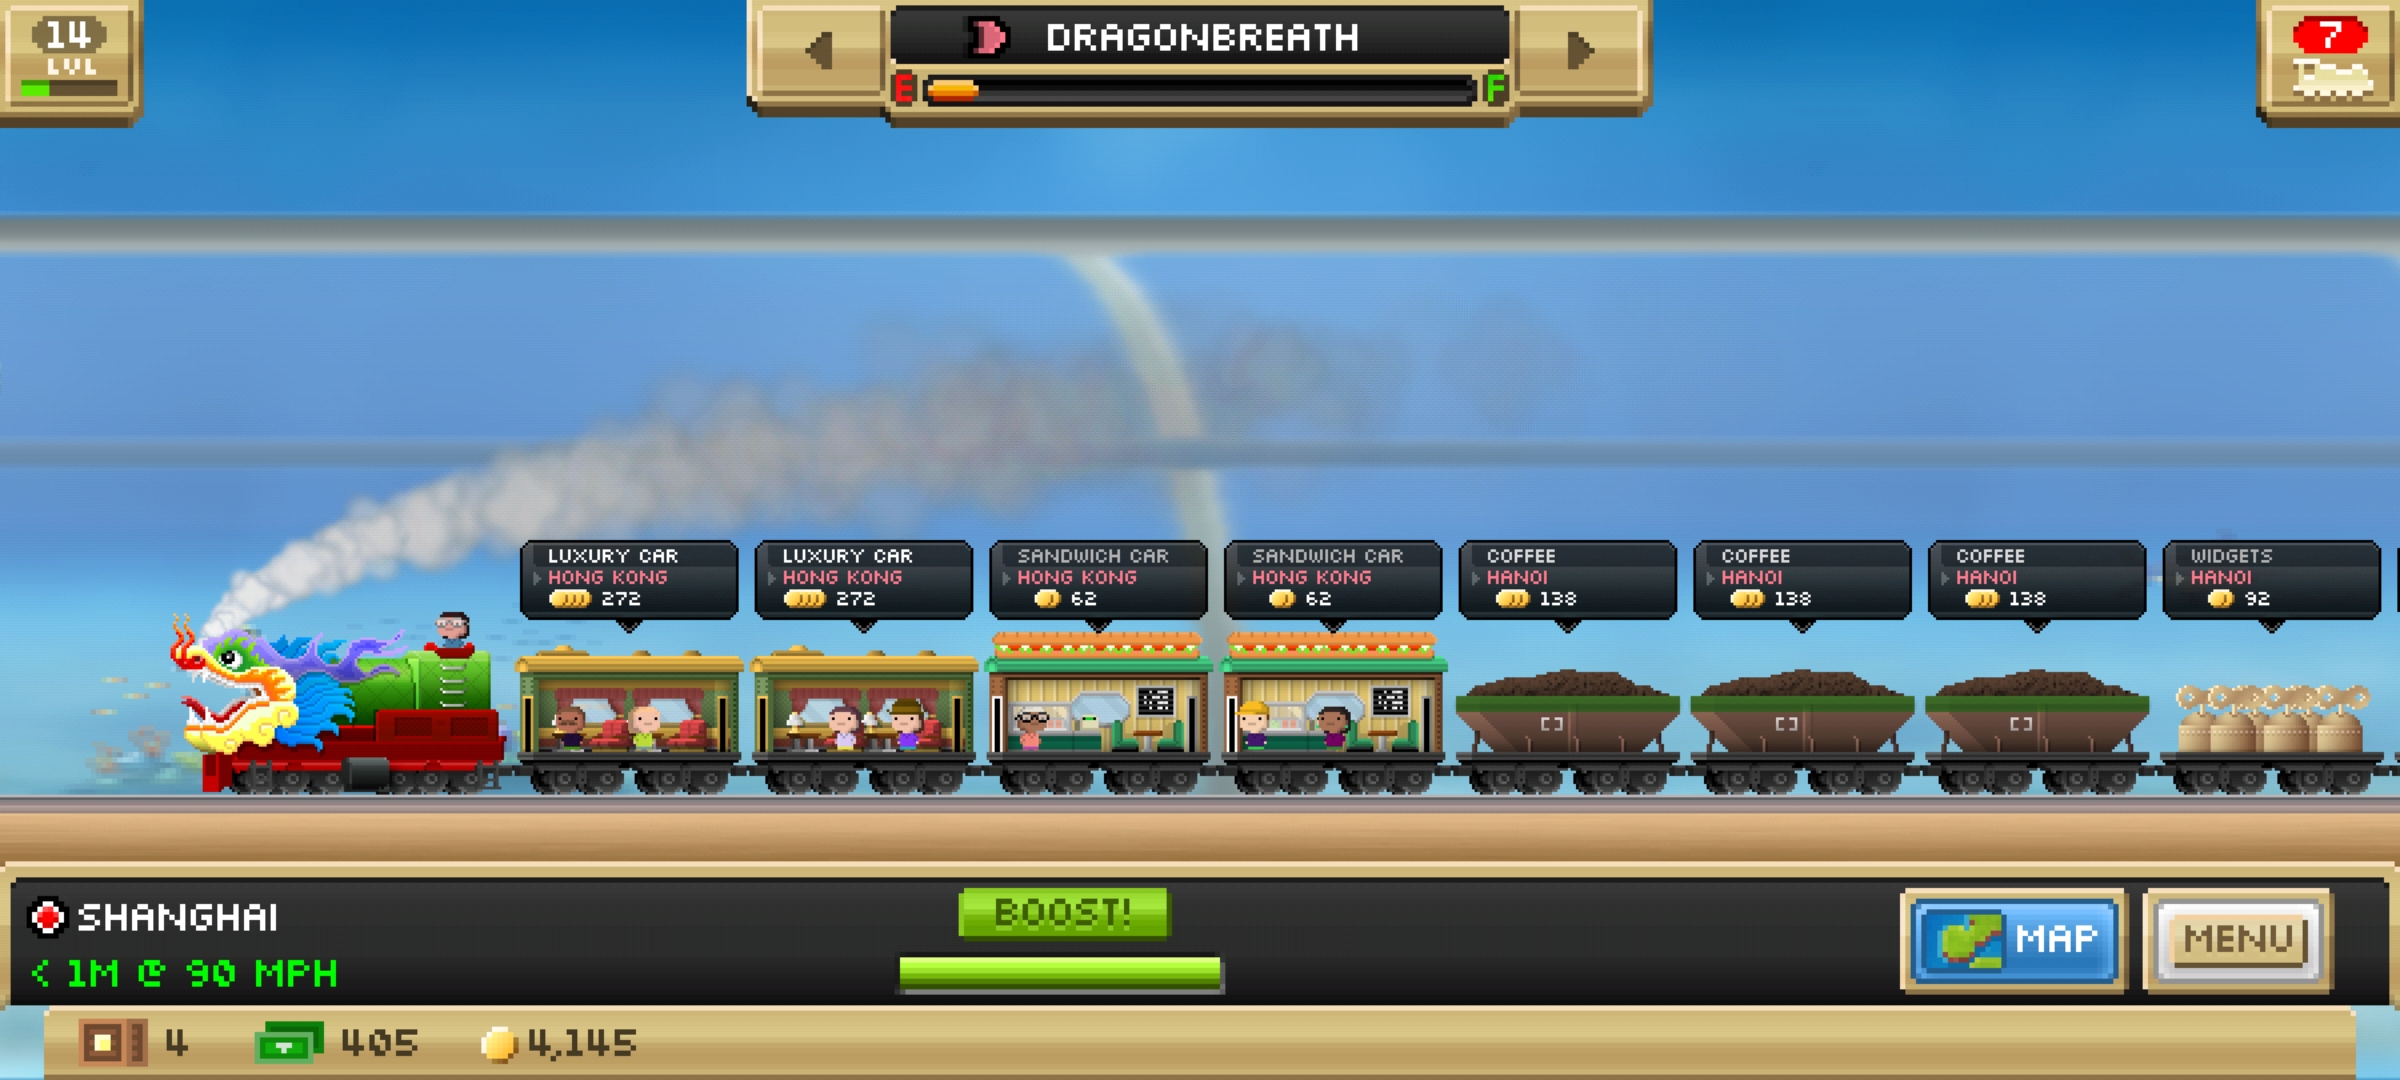 14
LVL
DRAGONBREATH
E F
7
LUXURY CAR
HONG KONG
272
LUXURY CAR
HONG KONG
272
SANDWICH CAR
HONG KONG
62
SANDWICH CAR
HONG KONG
62
COFFEE
HANOI
138
COFFEE
HANOI
138
COFFEE
HANOI
138
WIDGETS
HANOI
92
SHANGHAI
< 1M @ 90 MPH
BOOST!
MAP
MENU
4
405
4,145